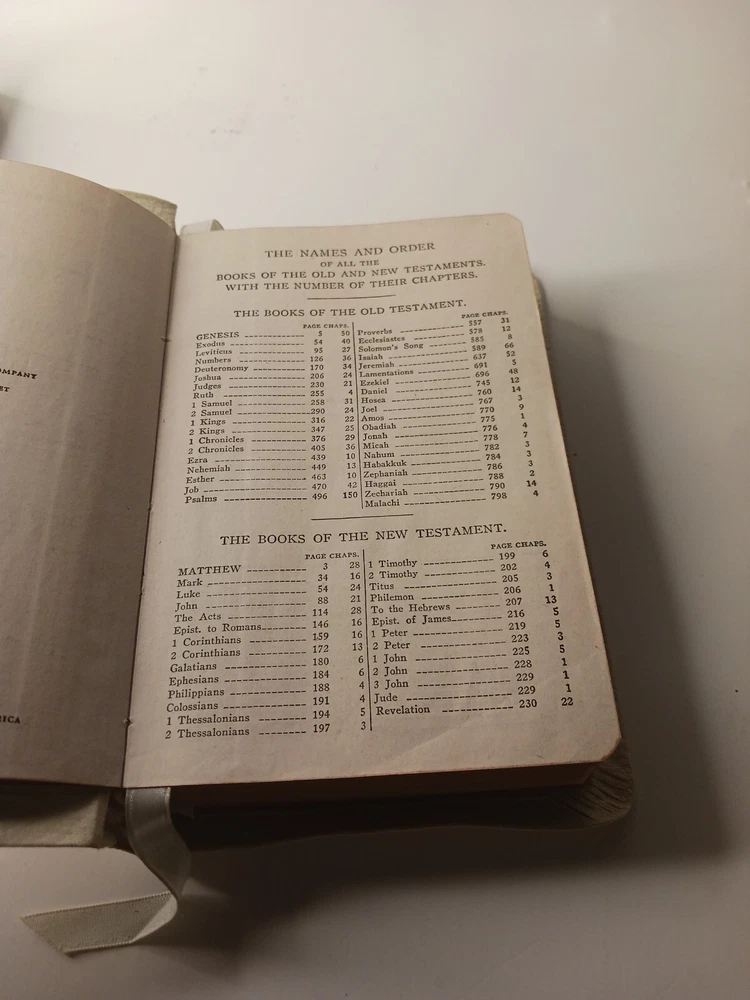 OMPANY
ET
RICA
THE NAMES AND ORDER
OF ALL THE
BOOKS OF THE OLD AND NEW TESTAMENTS.
WITH THE NUMBER OF THEIR CHAPTERS.
THE BOOKS OF THE OLD TESTAMENT.
PAGE CHAPS.
GENESIS 5 50
Exodus 54 40
Leviticus 95 27
Numbers 126 36
Deuteronomy 170 34
Joshua 206 24
Judges 230 21
Ruth 255 4
1 Samuel 258 31
2 Samuel 290 24
1 Kings 316 22
2 Kings 347 25
1 Chronicles 376 29
2 Chronicles 405 36
Ezra 439 10
Nehemiah 449 13
Esther 463 10
Job 470 42
Psalms 496 150
PAGE CHAPS.
Proverbs 557 31
Ecclesiastes 578 12
Solomon's Song 585 8
Isaiah 589 66
Jeremiah 637 52
Lamentations 691 5
Ezekiel 696 48
Daniel 745 12
Hosea 760 14
Joel 767 3
Amos 770 9
Obadiah 775 1
Jonah 776 4
Micah 778 7
Nahum 782 3
Habakkuk 784 3
Zephaniah 786 3
Haggai 788 2
Zechariah 790 14
Malachi 798 4
THE BOOKS OF THE NEW TESTAMENT.
PAGE CHAPS.
MATTHEW 3 28
Mark 34 16
Luke 54 24
John 88 21
The Acts 114 28
Epist. to Romans 146 16
1 Corinthians 159 16
2 Corinthians 172 13
Galatians 180 6
Ephesians 184 6
Philippians 188 4
Colossians 191 4
1 Thessalonians 194 5
2 Thessalonians 197 3
PAGE CHAPS.
1 Timothy 199 6
2 Timothy 202 4
Titus 205 3
Philemon 206 1
To the Hebrews 207 13
Epist. of James 216 5
1 Peter 219 5
2 Peter 223 3
1 John 225 5
2 John 228 1
3 John 229 1
Jude 229 1
Revelation 230 22